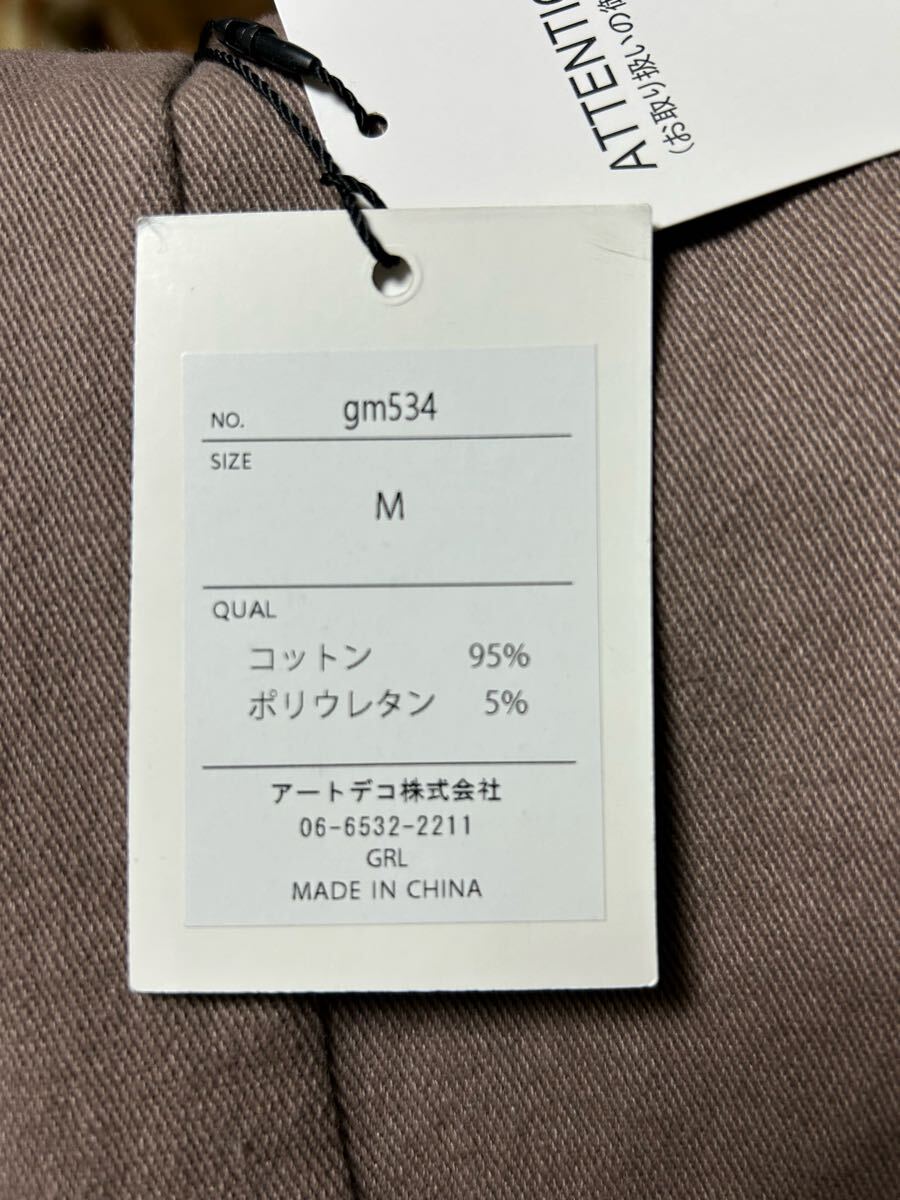 ATTENTIO
(お取り扱いの
NO. gm534
SIZE
M
QUAL
コットン 95%
ポリウレタン 5%
アートデコ株式会社
06-6532-2211
GRL
MADE IN CHINA